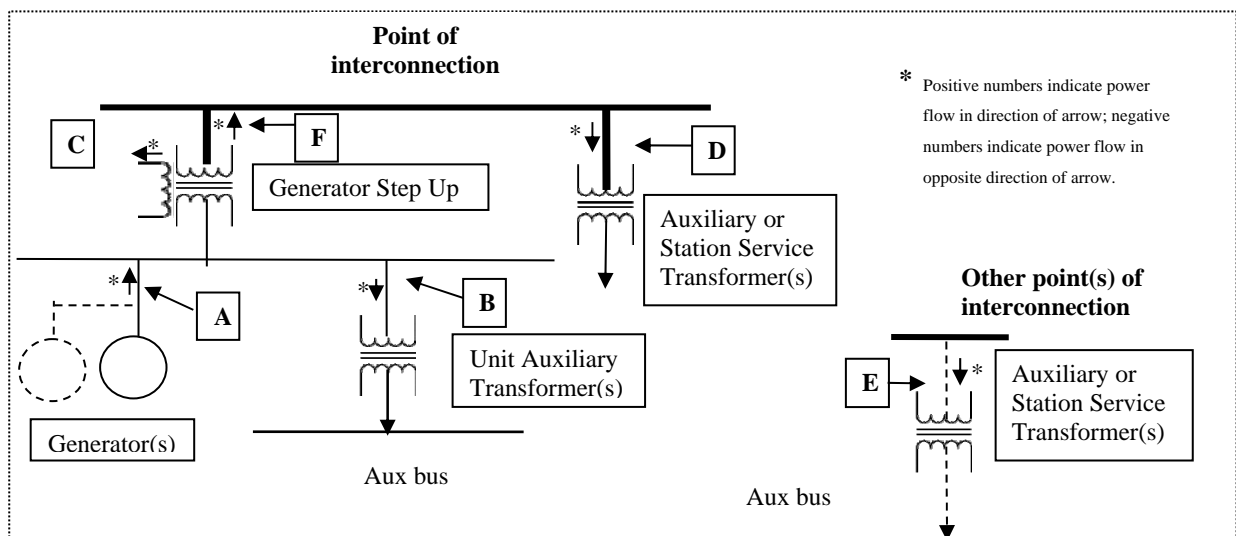 Point of
interconnection
* Positive numbers indicate power
flow in direction of arrow; negative
numbers indicate power flow in
opposite direction of arrow.
* F
C *
* D
Generator Step Up
Auxiliary or
Station Service
Transformer(s)
* A
* B
Other point(s) of
interconnection
Unit Auxiliary
Transformer(s)
E *
Auxiliary or
Station Service
Transformer(s)
Generator(s)
Aux bus
Aux bus